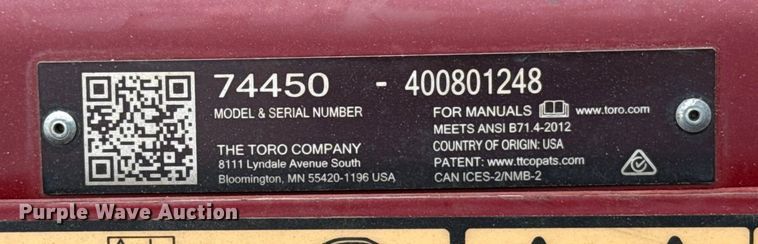 74450 - 400801248
MODEL & SERIAL NUMBER
THE TORO COMPANY
8111 Lyndale Avenue South
Bloomington, MN 55420-1196 USA
FOR MANUALS www.toro.com
MEETS ANSI B71.4-2012
COUNTRY OF ORIGIN: USA
PATENT: www.ttcopats.com
CAN ICES-2/NMB-2
Purple Wave Auction